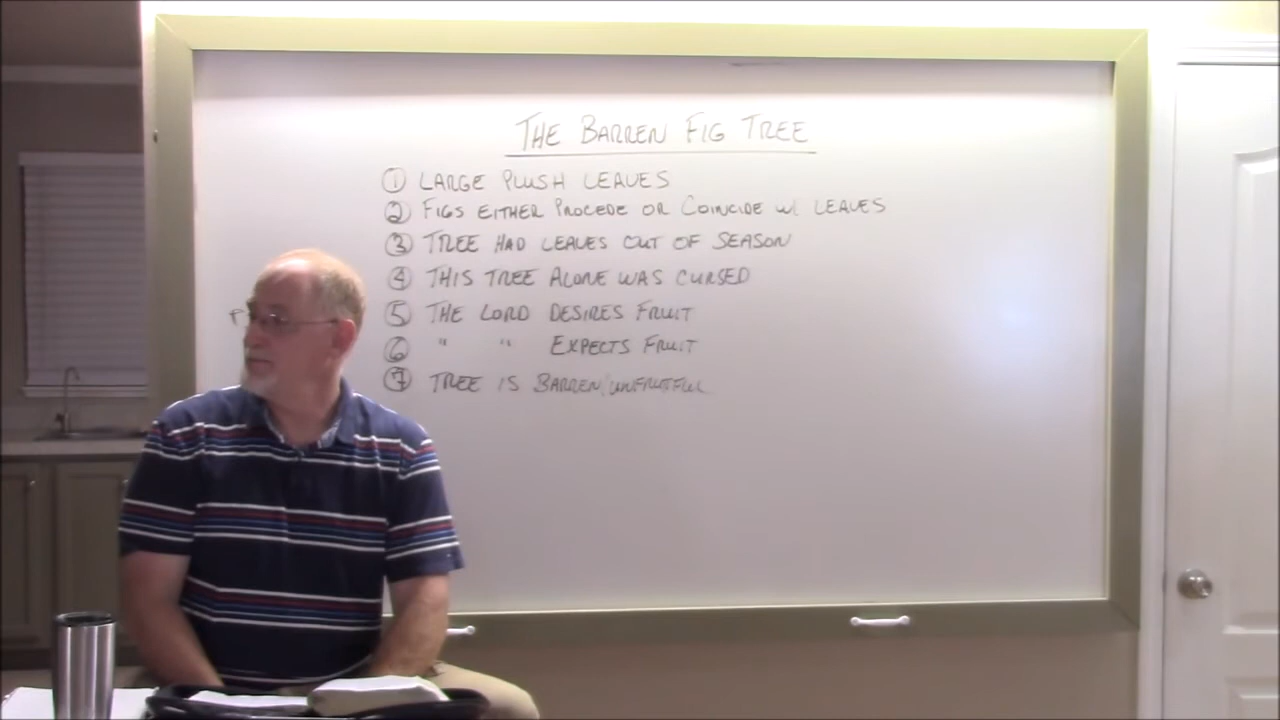 THE BARREN FIG TREE
① LARGE PLUSH LEAVES
② FIGS EITHER PROCEDE OR COINCIDE W/ LEAVES
③ TREE HAD LEAVES OUT OF SEASON
④ THIS TREE ALONE WAS CURSED
⑤ THE LORD DESIRES FRUIT
⑥ " " EXPECTS FRUIT
⑦ TREE IS BARREN/UNFRUTFUL